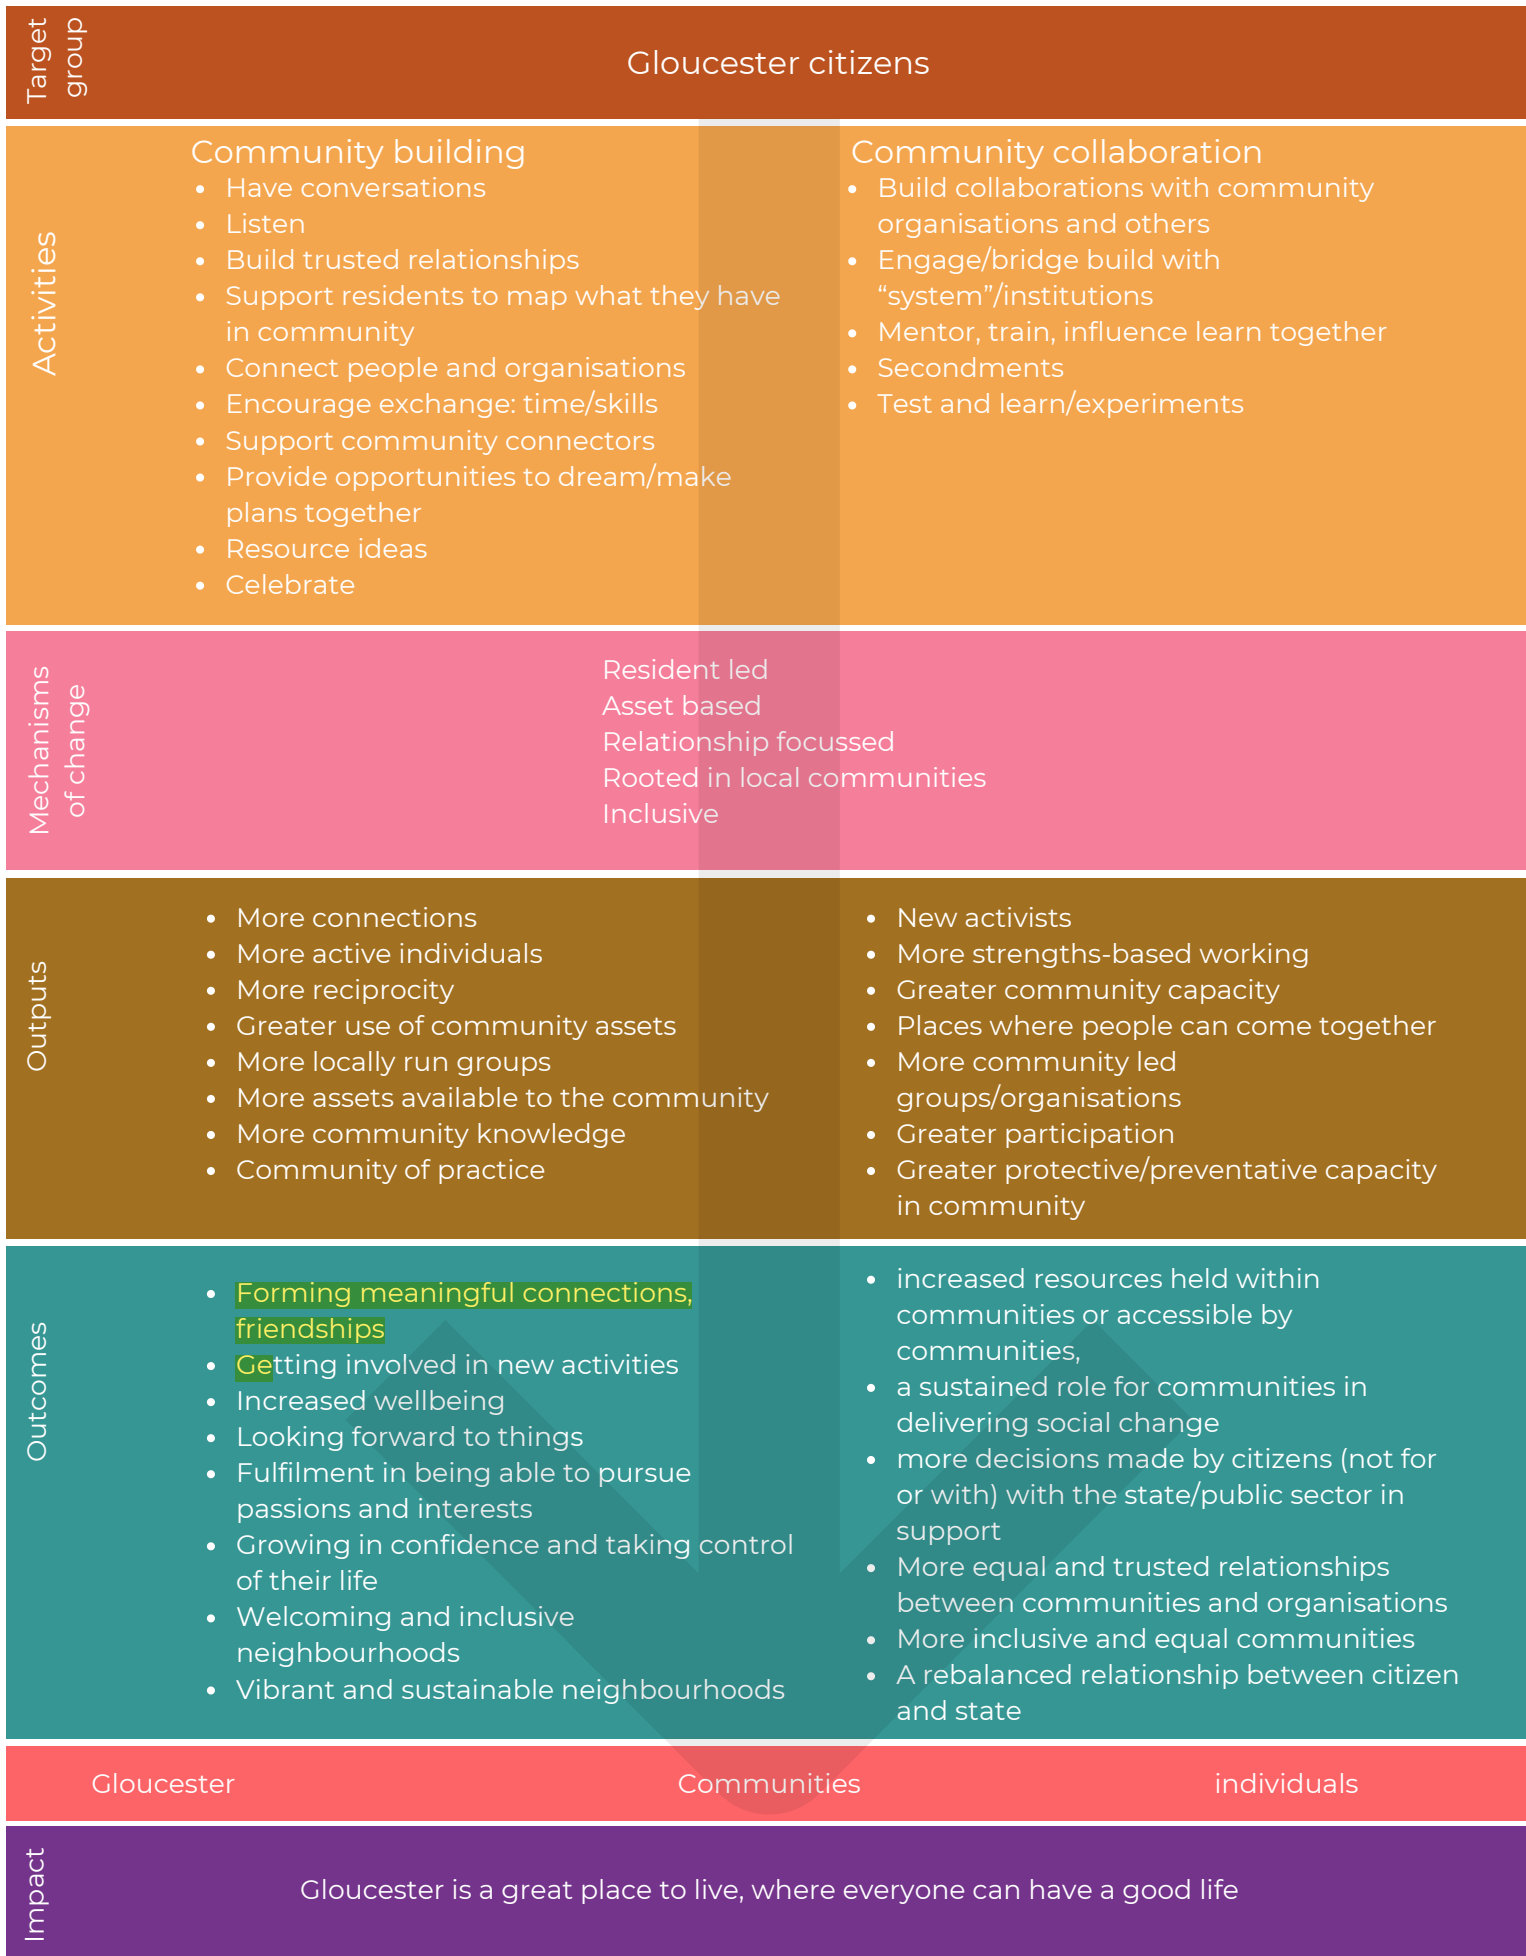 Target
group
Gloucester citizens
Activities
Community building
• Have conversations
• Listen
• Build trusted relationships
• Support residents to map what they have
in community
• Connect people and organisations
• Encourage exchange: time/skills
• Support community connectors
• Provide opportunities to dream/make
plans together
• Resource ideas
• Celebrate
Community collaboration
• Build collaborations with community
organisations and others
• Engage/bridge build with
“system”/institutions
• Mentor, train, influence learn together
• Secondments
• Test and learn/experiments
Mechanisms
of change
Resident led
Asset based
Relationship focussed
Rooted in local communities
Inclusive
Outputs
• More connections
• More active individuals
• More reciprocity
• Greater use of community assets
• More locally run groups
• More assets available to the community
• More community knowledge
• Community of practice
• New activists
• More strengths-based working
• Greater community capacity
• Places where people can come together
• More community led
groups/organisations
• Greater participation
• Greater protective/preventative capacity
in community
Outcomes
• Forming meaningful connections,
friendships
• Getting involved in new activities
• Increased wellbeing
• Looking forward to things
• Fulfilment in being able to pursue
passions and interests
• Growing in confidence and taking control
of their life
• Welcoming and inclusive
neighbourhoods
• Vibrant and sustainable neighbourhoods
• increased resources held within
communities or accessible by
communities,
• a sustained role for communities in
delivering social change
• more decisions made by citizens (not for
or with) with the state/public sector in
support
• More equal and trusted relationships
between communities and organisations
• More inclusive and equal communities
• A rebalanced relationship between citizen
and state
Gloucester
Communities
individuals
Impact
Gloucester is a great place to live, where everyone can have a good life